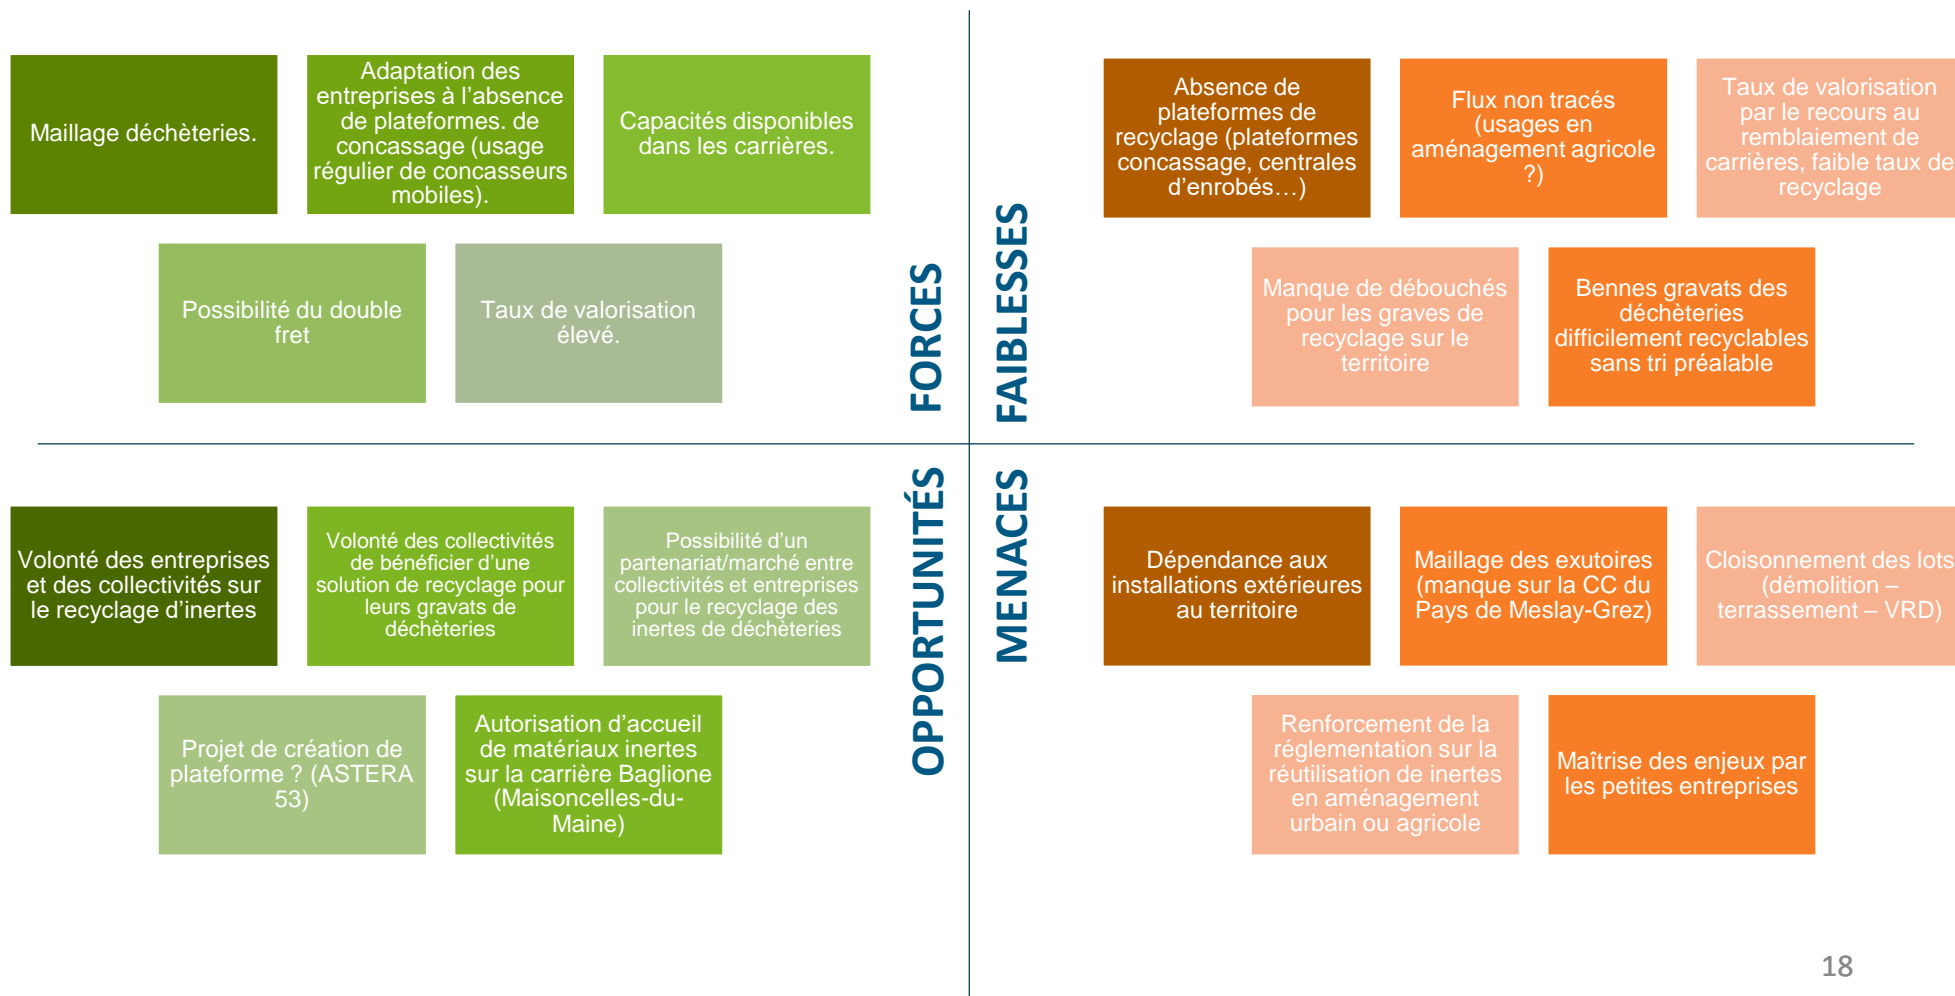 Maillage déchèteries.
Adaptation des
entreprises à l'absence
de plateformes. de
concassage (usage
régulier de concasseurs
mobiles).
Capacités disponibles
dans les carrières.
Possibilité du double
fret
Taux de valorisation
élevé.
FORCES
FAIBLESSES
Absence de
plateformes de
recyclage (plateformes
concassage, centrales
d'enrobés…)
Flux non tracés
(usages en
aménagement agricole
?)
Taux de valorisation
par le recours au
remblaiement de
carrières, faible taux de
recyclage
Manque de débouchés
pour les graves de
recyclage sur le
territoire
Bennes gravats des
déchèteries
difficilement recyclables
sans tri préalable
Volonté des entreprises
et des collectivités sur
le recyclage d'inertes
Volonté des collectivités
de bénéficier d'une
solution de recyclage pour
leurs gravats de
déchèteries
Possibilité d'un
partenariat/marché entre
collectivités et entreprises
pour le recyclage des
inertes de déchèteries
Projet de création de
plateforme ? (ASTERA
53)
Autorisation d'accueil
de matériaux inertes
sur la carrière Baglione
(Maisoncelles-du-
Maine)
OPPORTUNITÉS
MENACES
Dépendance aux
installations extérieures
au territoire
Maillage des exutoires
(manque sur la CC du
Pays de Meslay-Grez)
Cloisonnement des lots
(démolition –
terrassement – VRD)
Renforcement de la
réglementation sur la
réutilisation de inertes
en aménagement
urbain ou agricole
Maîtrise des enjeux par
les petites entreprises
18